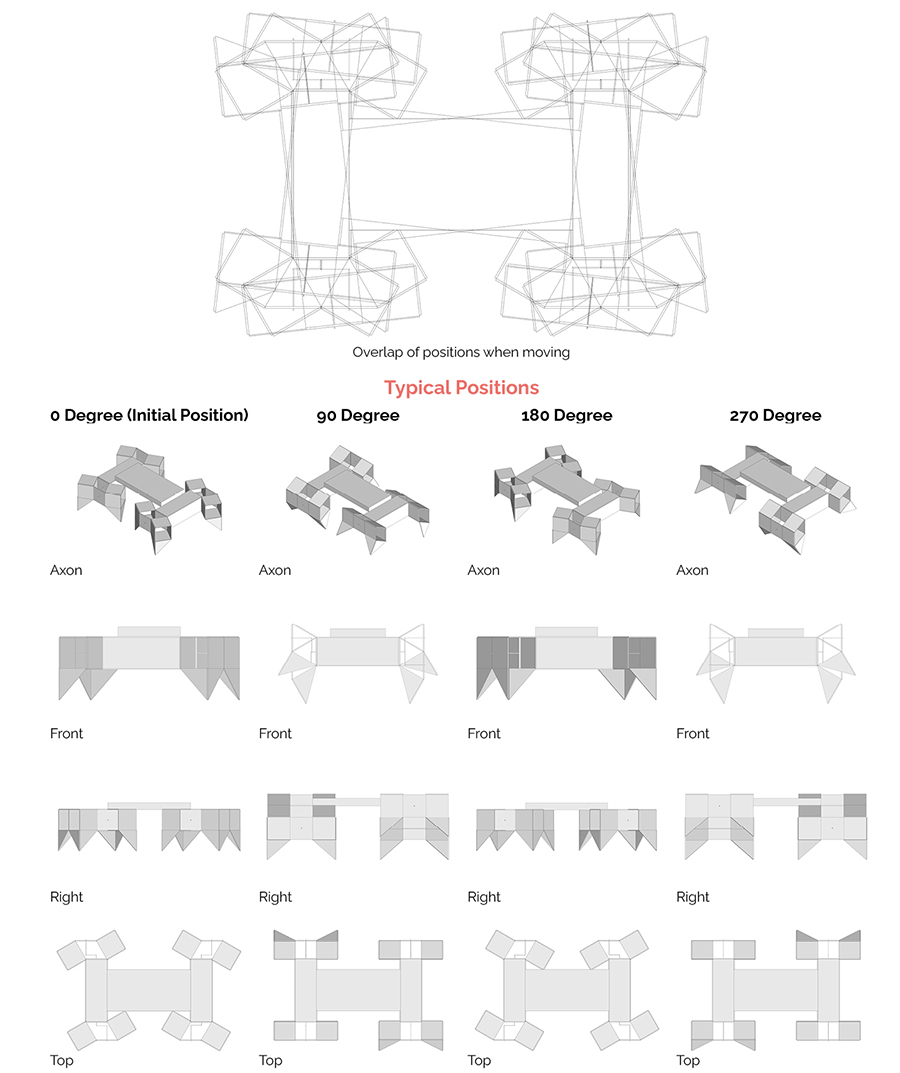 Overlap of positions when moving
Typical Positions
0 Degree (Initial Position) 90 Degree 180 Degree 270 Degree
Axon Axon Axon Axon
Front Front Front Front
Right Right Right Right
Top Top Top Top